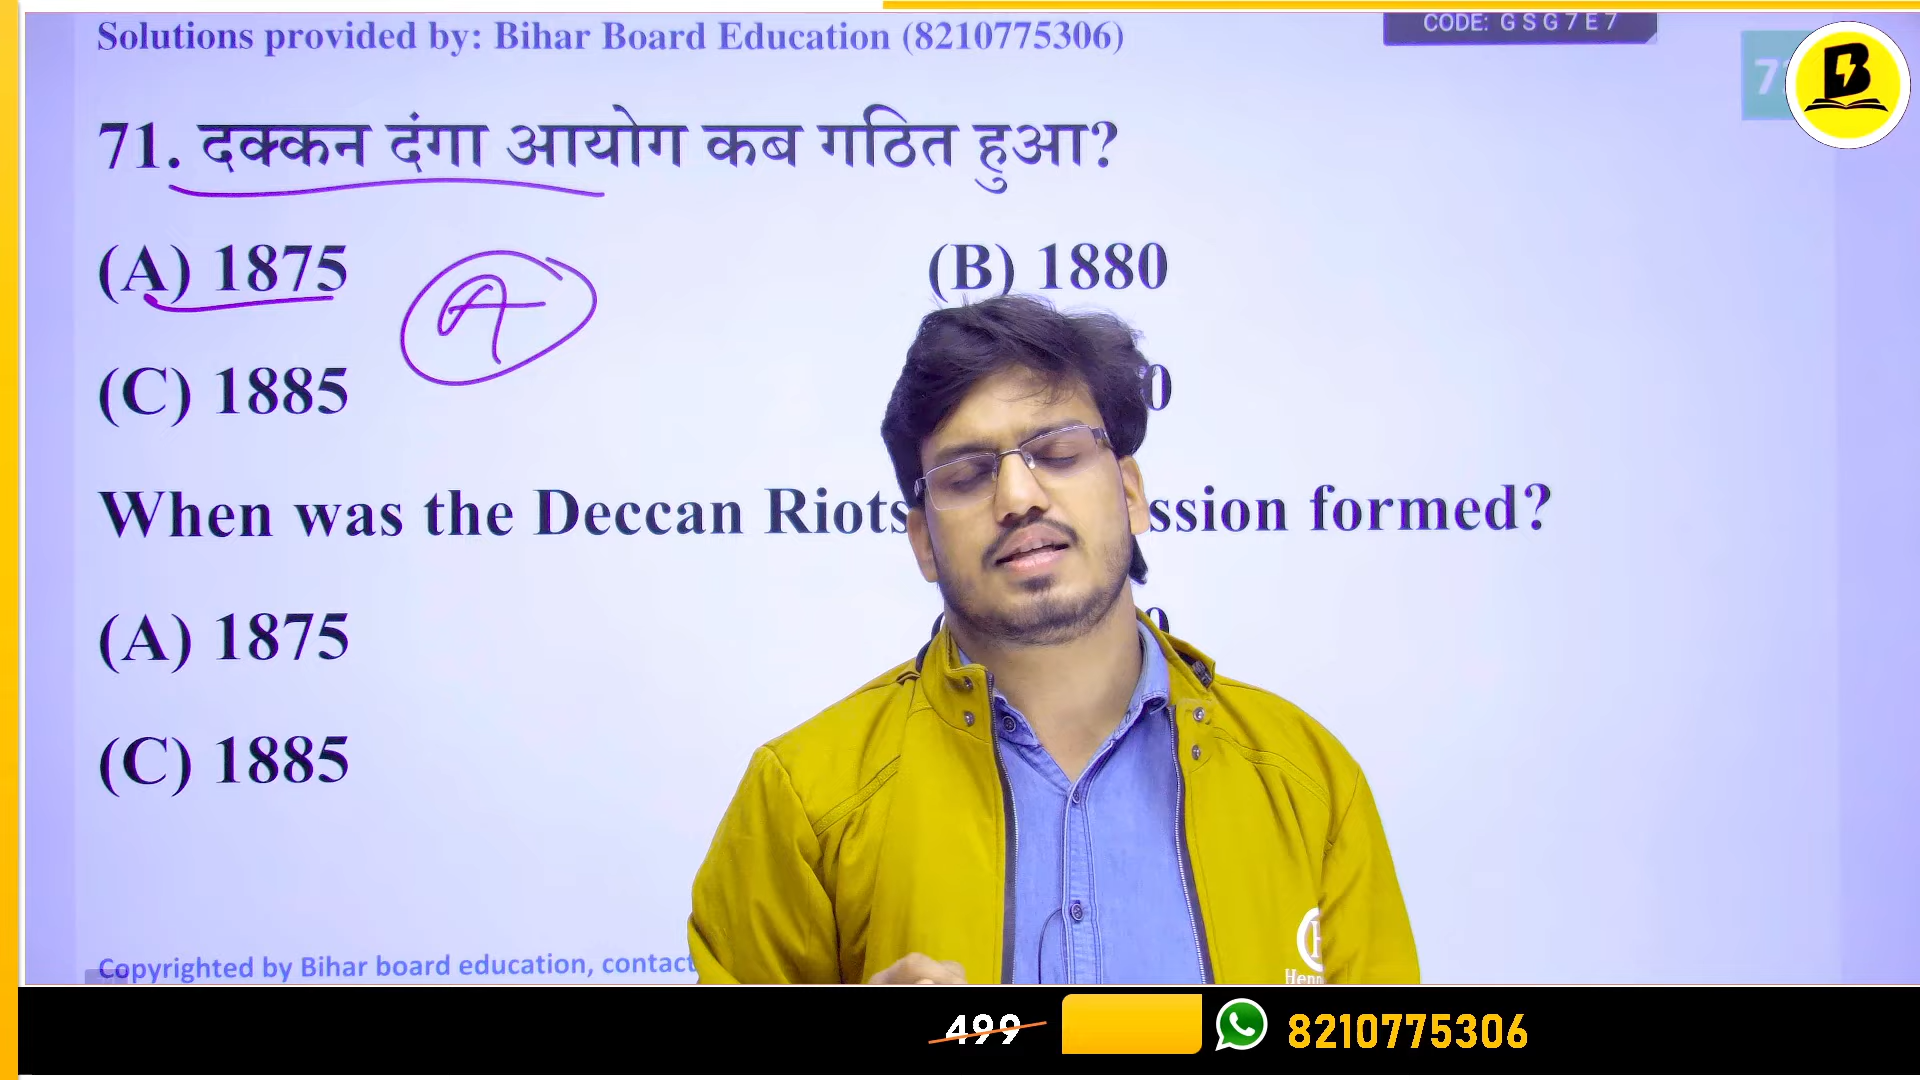 Solutions provided by: Bihar Board Education (8210775306)
CODE: G S G 7 E 7
71. दक्कन दंगा आयोग कब गठित हुआ?
(A) 1875
A
(B) 1880
(C) 1885
When was the Deccan Riots formed?
(A) 1875
(C) 1885
Copyrighted by Bihar board education, contact
499
8210775306